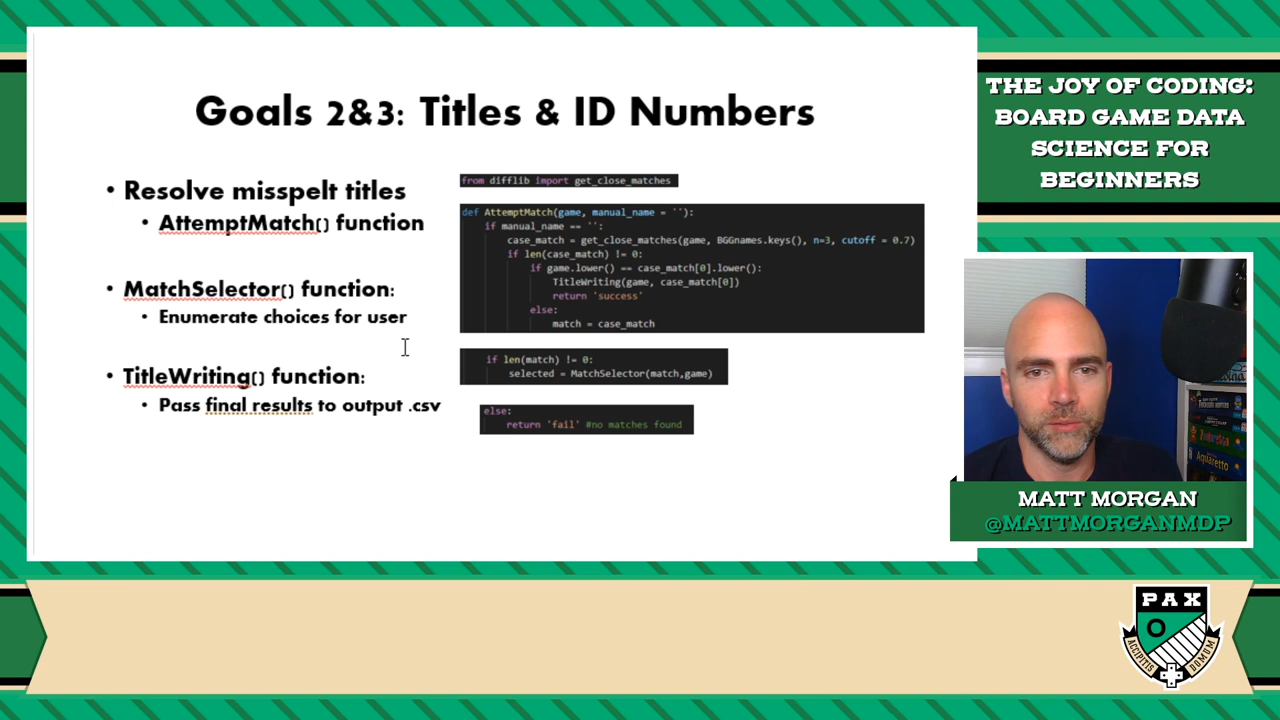 Goals 2&3: Titles & ID Numbers
• Resolve misspelt titles
• AttemptMatch() function
• MatchSelector() function:
• Enumerate choices for user
• TitleWriting() function:
• Pass final results to output .csv
from difflib import get_close_matches
def AttemptMatch(game, manual_name = ''):
if manual_name == '':
case_match = get_close_matches(game, BGGnames.keys(), n=3, cutoff = 0.7)
if len(case_match) != 0:
if game.lower() == case_match[0].lower():
TitleWriting(game, case_match[0])
return 'success'
else:
match = case_match
if len(match) != 0:
selected = MatchSelector(match,game)
else:
return 'fail' #no matches found
THE JOY OF CODING:
BOARD GAME DATA
SCIENCE FOR
BEGINNERS
Aquaretto
MATT MORGAN
@MATTMORGANMDP
PAX
ACCIPITIS
DOMUM